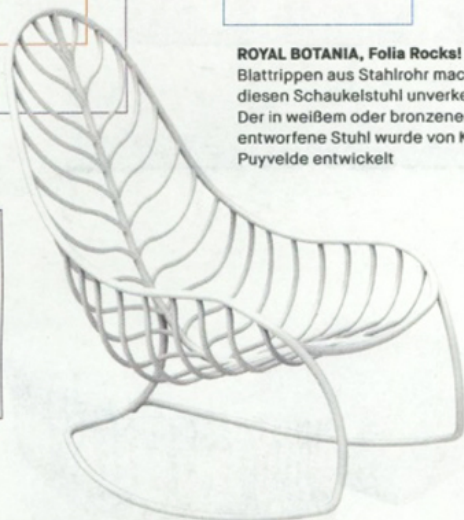 ROYAL BOTANIA, Folia Rocks!
Blattrippen aus Stahlrohr
diesen Schaukelstuhl
Der in weißem oder
entworfene Stuhl wurde von
Puyvelde entwickelt